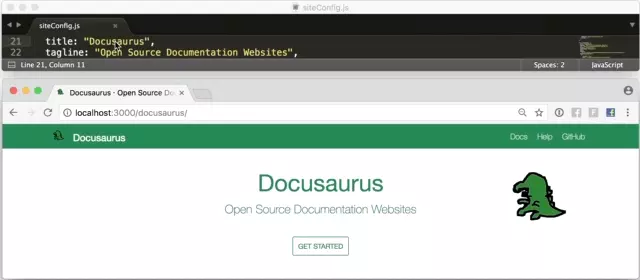 siteConfig.js
siteConfig.js
21 title: "Docusaurus",
22 tagline: "Open Source Documentation Websites",
Line 21, Column 11 Spaces: 2 JavaScript
Docusaurus · Open Source Do
localhost:3000/docusaurus/
Docusaurus Docs Help GitHub
Docusaurus
Open Source Documentation Websites
GET STARTED